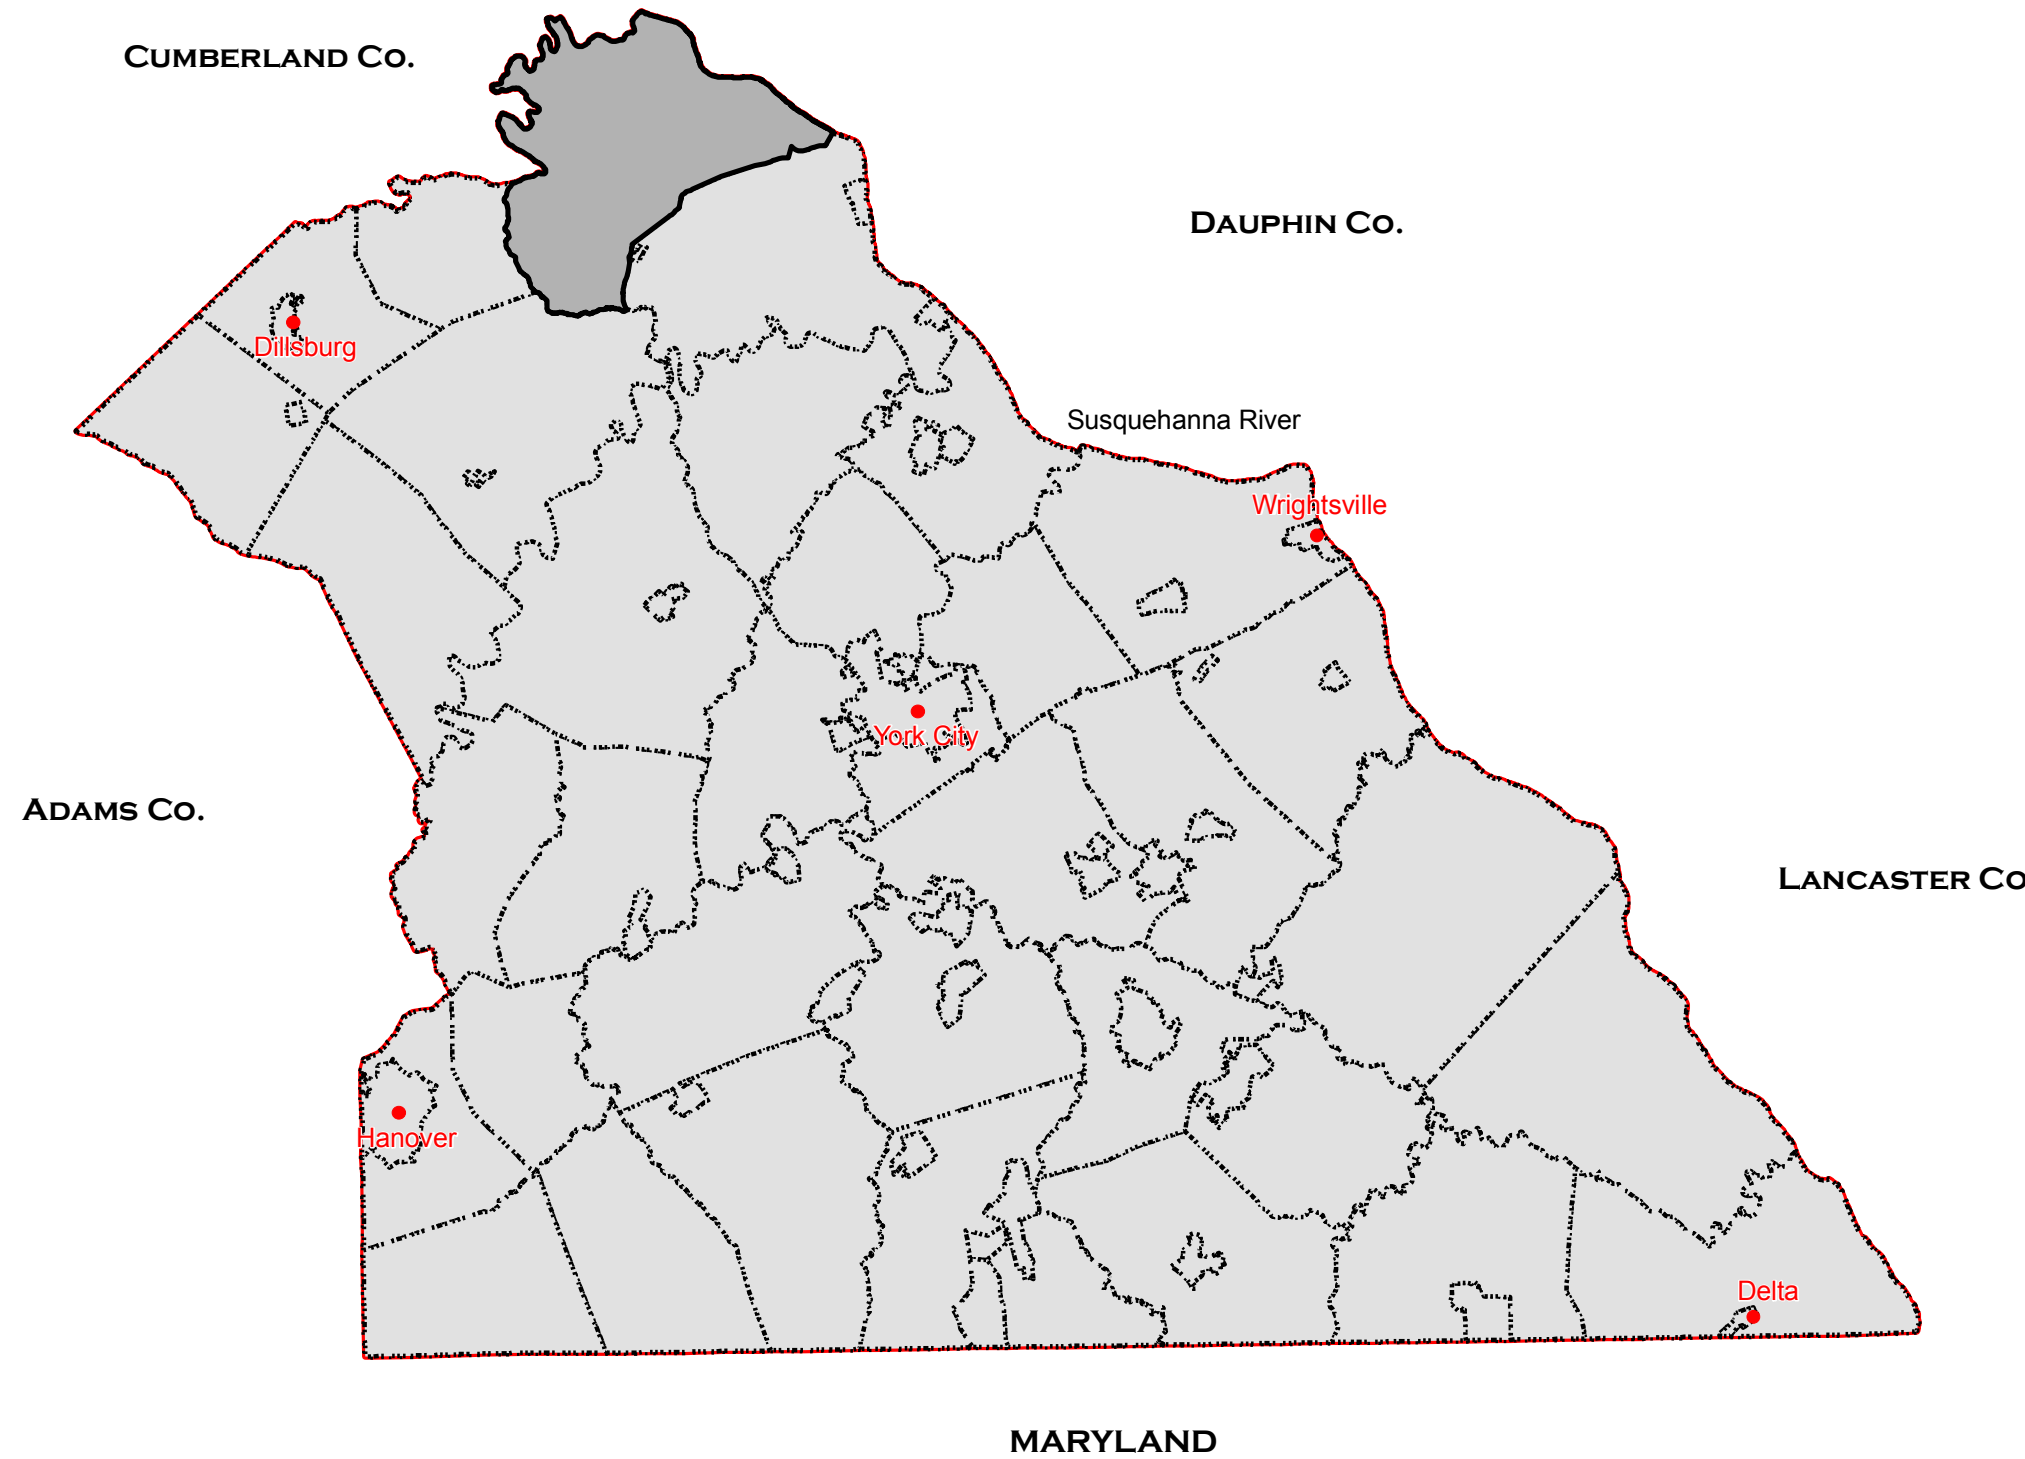 CUMBERLAND CO.
DAUPHIN CO.
Dillsburg
Susquehanna River
Wrightsville
York City
ADAMS CO.
LANCASTER CO
Hanover
Delta
MARYLAND